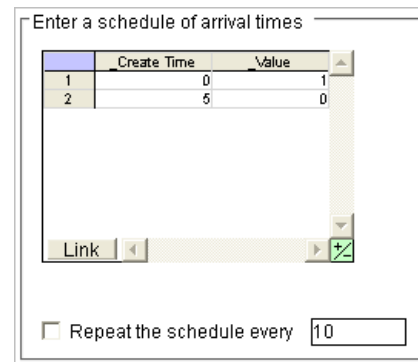 Enter a schedule of arrival times
_Create Time _Value
1 0 1
2 5 0
Link
Repeat the schedule every 10